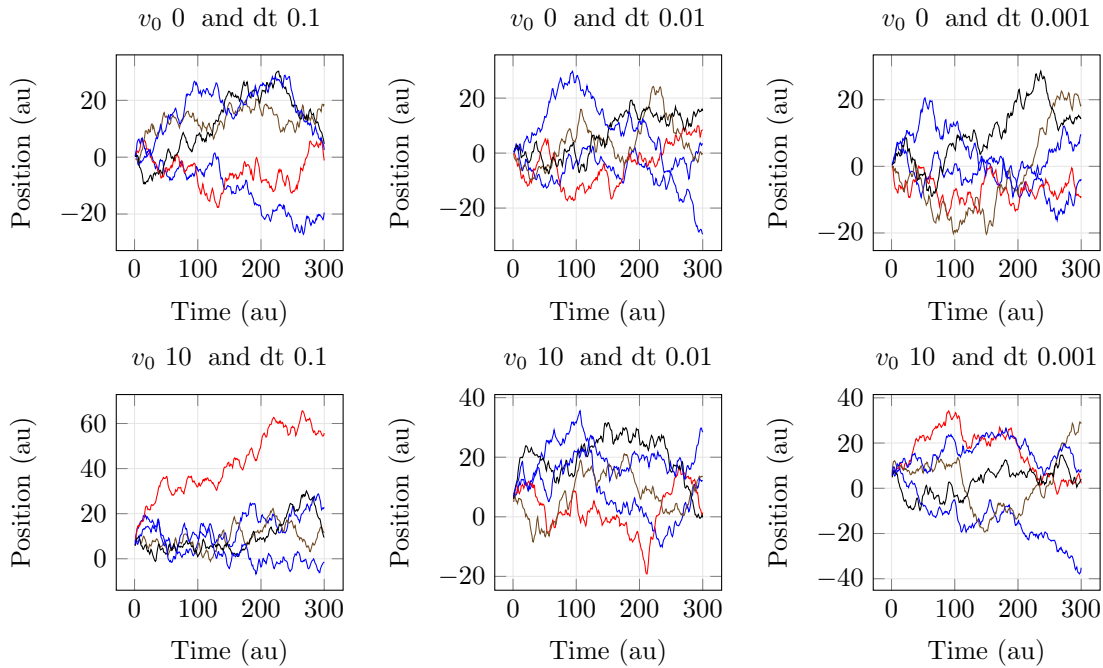 v₀ 0 and dt 0.1
Position (au)
20
0
−20
0 100 200 300
Time (au)
v₀ 0 and dt 0.01
Position (au)
20
0
−20
0 100 200 300
Time (au)
v₀ 0 and dt 0.001
Position (au)
20
0
−20
0 100 200 300
Time (au)
v₀ 10 and dt 0.1
Position (au)
60
40
20
0
0 100 200 300
Time (au)
v₀ 10 and dt 0.01
Position (au)
40
20
0
−20
0 100 200 300
Time (au)
v₀ 10 and dt 0.001
Position (au)
40
20
0
−20
−40
0 100 200 300
Time (au)